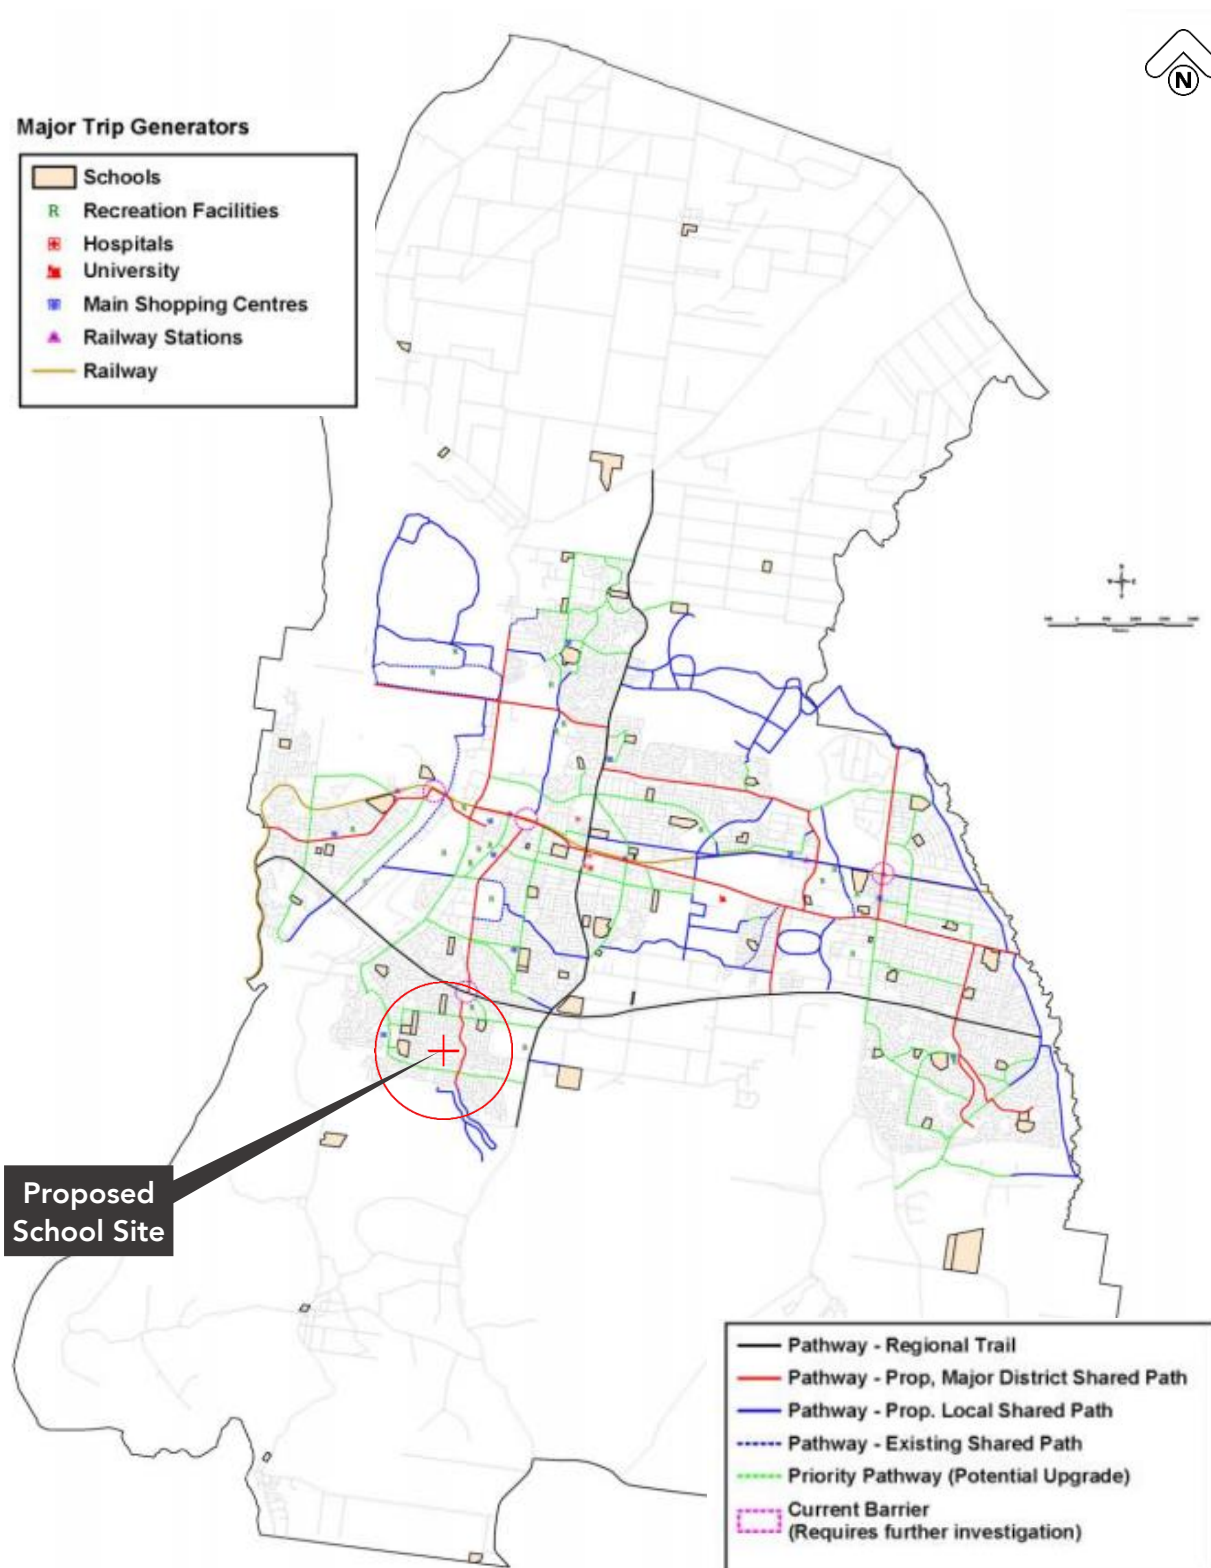 N
Major Trip Generators
Schools
R Recreation Facilities
Hospitals
University
Main Shopping Centres
Railway Stations
Railway
Proposed
School Site
Pathway - Regional Trail
Pathway - Prop, Major District Shared Path
Pathway - Prop. Local Shared Path
Pathway - Existing Shared Path
Priority Pathway (Potential Upgrade)
Current Barrier
(Requires further investigation)